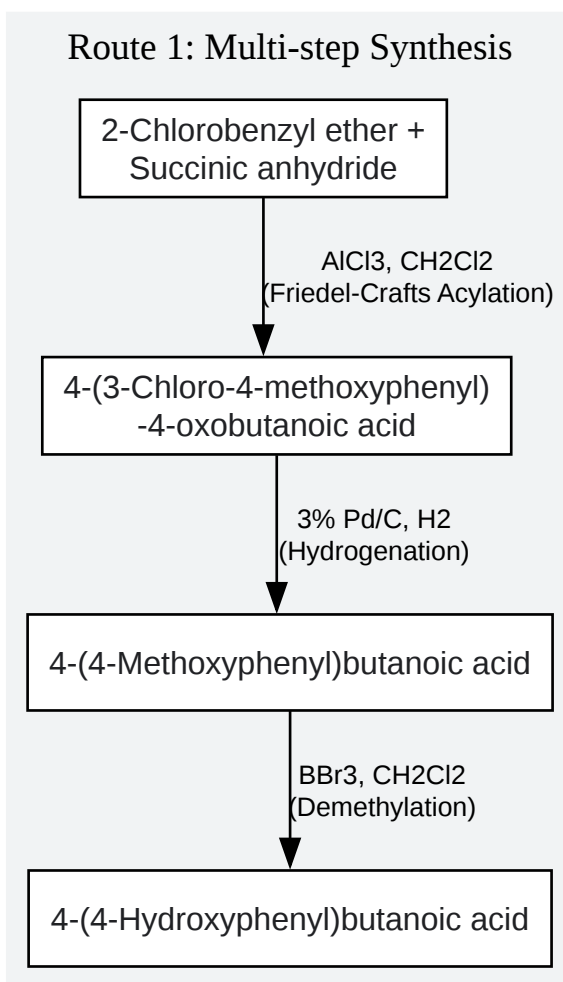 Route 1: Multi-step Synthesis
2-Chlorobenzyl ether +
Succinic anhydride
AlCl3, CH2Cl2
(Friedel-Crafts Acylation)
4-(3-Chloro-4-methoxyphenyl)
-4-oxobutanoic acid
3% Pd/C, H2
(Hydrogenation)
4-(4-Methoxyphenyl)butanoic acid
BBr3, CH2Cl2
(Demethylation)
4-(4-Hydroxyphenyl)butanoic acid